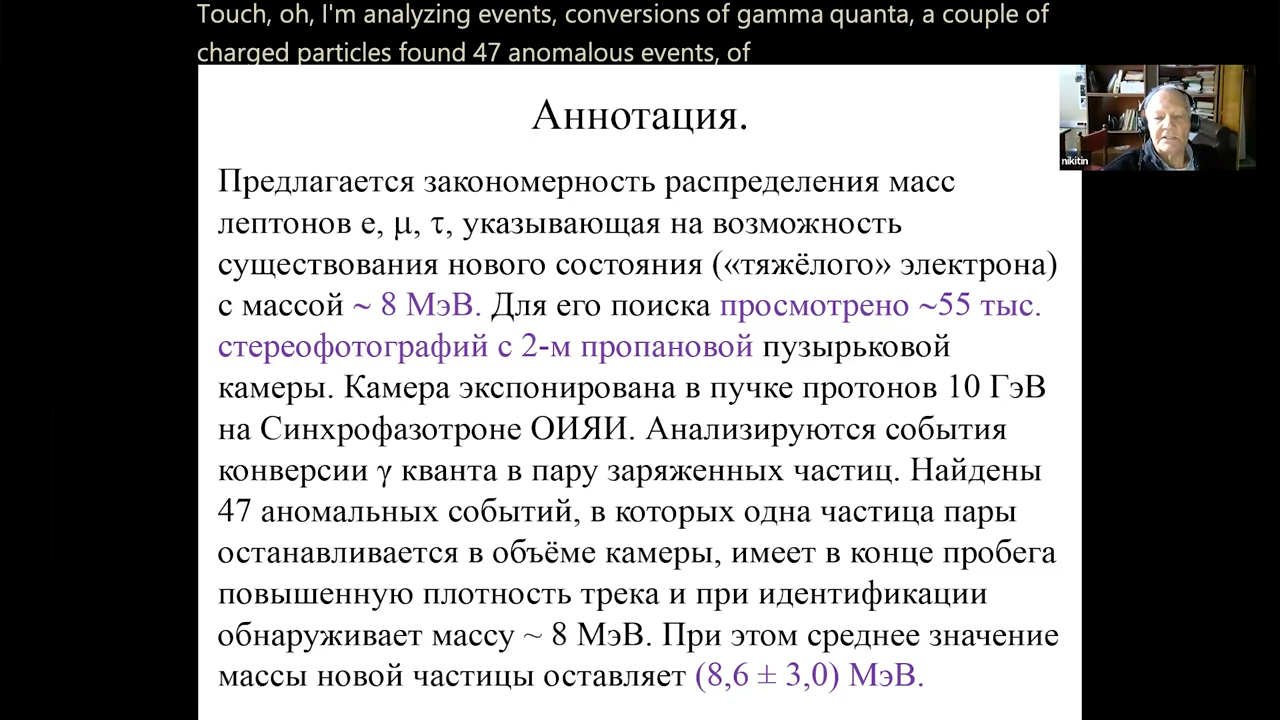 Touch, oh, I'm analyzing events, conversions of gamma quanta, a couple of
charged particles found 47 anomalous events, of
Аннотация.
nikitin
Предлагается закономерность распределения масс
лептонов е, μ, τ, указывающая на возможность
существования нового состояния («тяжёлого» электрона)
с массой ~ 8 МэВ. Для его поиска просмотрено ~55 тыс.
стереофотографий с 2-м пропановой пузырьковой
камеры. Камера экспонирована в пучке протонов 10 ГэВ
на Синхрофазотроне ОИЯИ. Анализируются события
конверсии γ кванта в пару заряженных частиц. Найдены
47 аномальных событий, в которых одна частица пары
останавливается в объёме камеры, имеет в конце пробега
повышенную плотность трека и при идентификации
обнаруживает массу ~ 8 МэВ. При этом среднее значение
массы новой частицы оставляет (8,6 ± 3,0) МэВ.